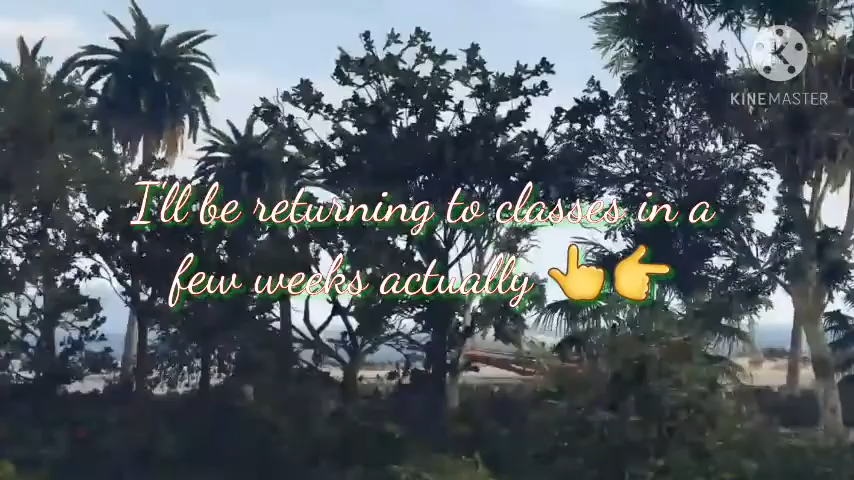 KINEMASTER
I'll be returning to classes in a
few weeks actually 👆👉